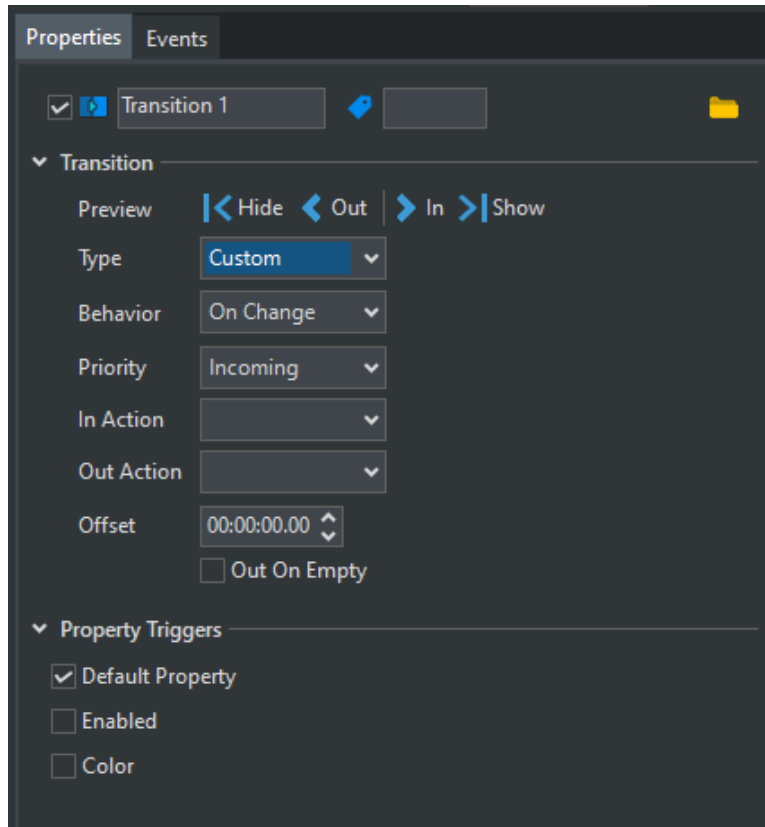 Properties Events
Transition 1
Transition
Preview Hide Out In Show
Type Custom
Behavior On Change
Priority Incoming
In Action
Out Action
Offset 00:00:00.00
Out On Empty
Property Triggers
Default Property
Enabled
Color